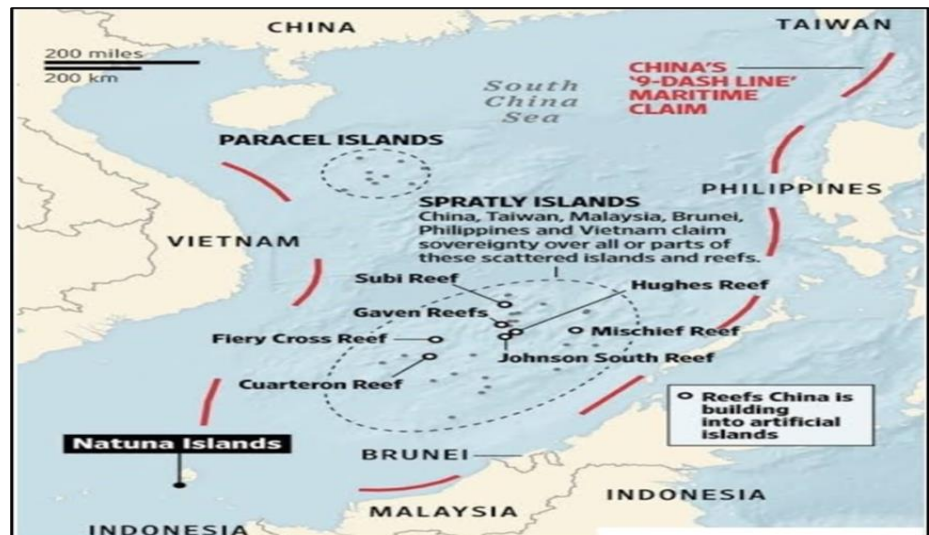 CHINA
TAIWAN
200 miles
200 km
CHINA'S
'9-DASH LINE'
MARITIME
CLAIM
South
China
Sea
PARACEL ISLANDS
PHILIPPINES
SPRATLY ISLANDS
China, Taiwan, Malaysia, Brunei,
Philippines and Vietnam claim
sovereignty over all or parts of
these scattered islands and reefs.
VIETNAM
Subi Reef
Hughes Reef
Gaven Reefs
Fiery Cross Reef
Mischief Reef
Johnson South Reef
Cuarteron Reef
Reefs China is
building
into artificial
islands
Natuna Islands
BRUNEI
INDONESIA
MALAYSIA
INDONESIA